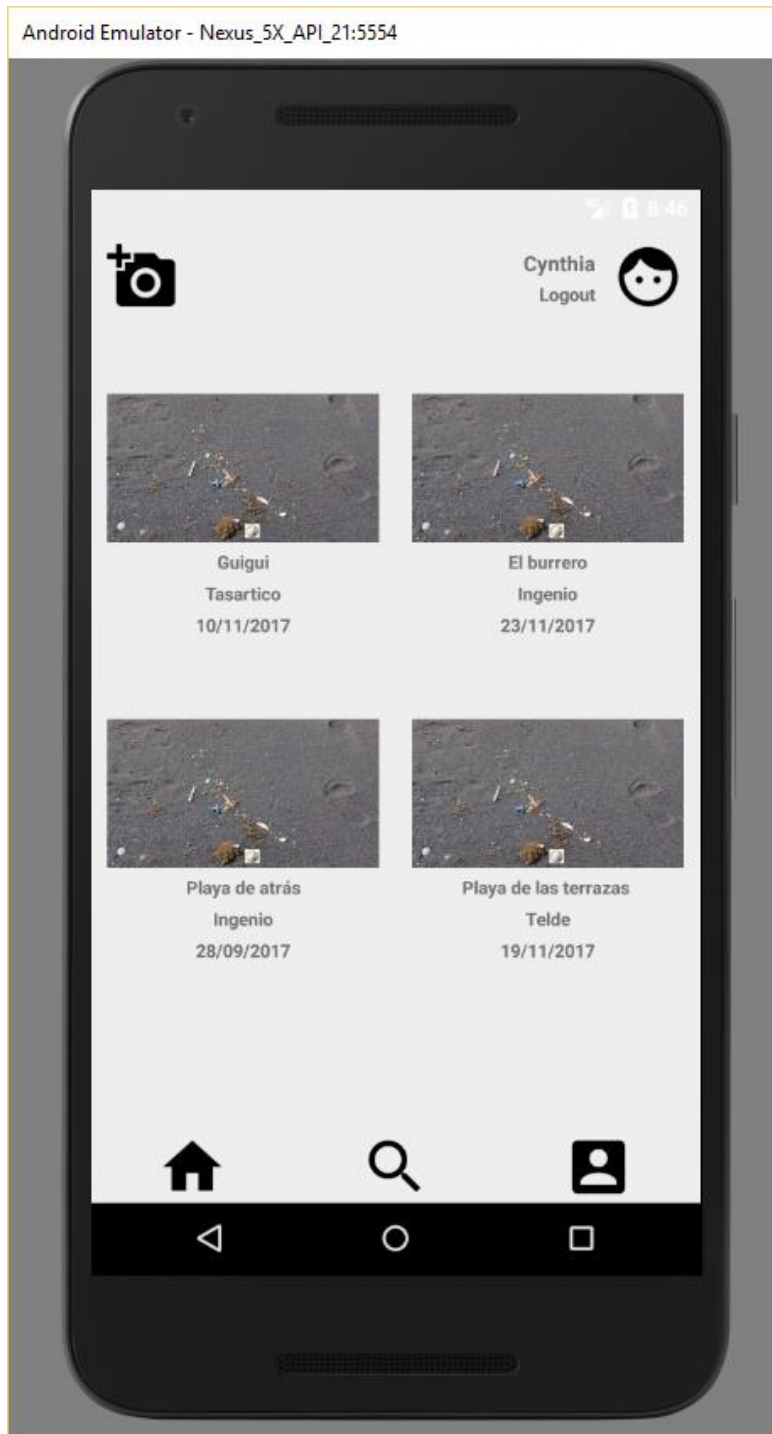 Android Emulator - Nexus_5X_API_21:5554
8:46
Cynthia
Logout
Guigui
Tasartico
10/11/2017
El burrero
Ingenio
23/11/2017
Playa de atrás
Ingenio
28/09/2017
Playa de las terrazas
Telde
19/11/2017